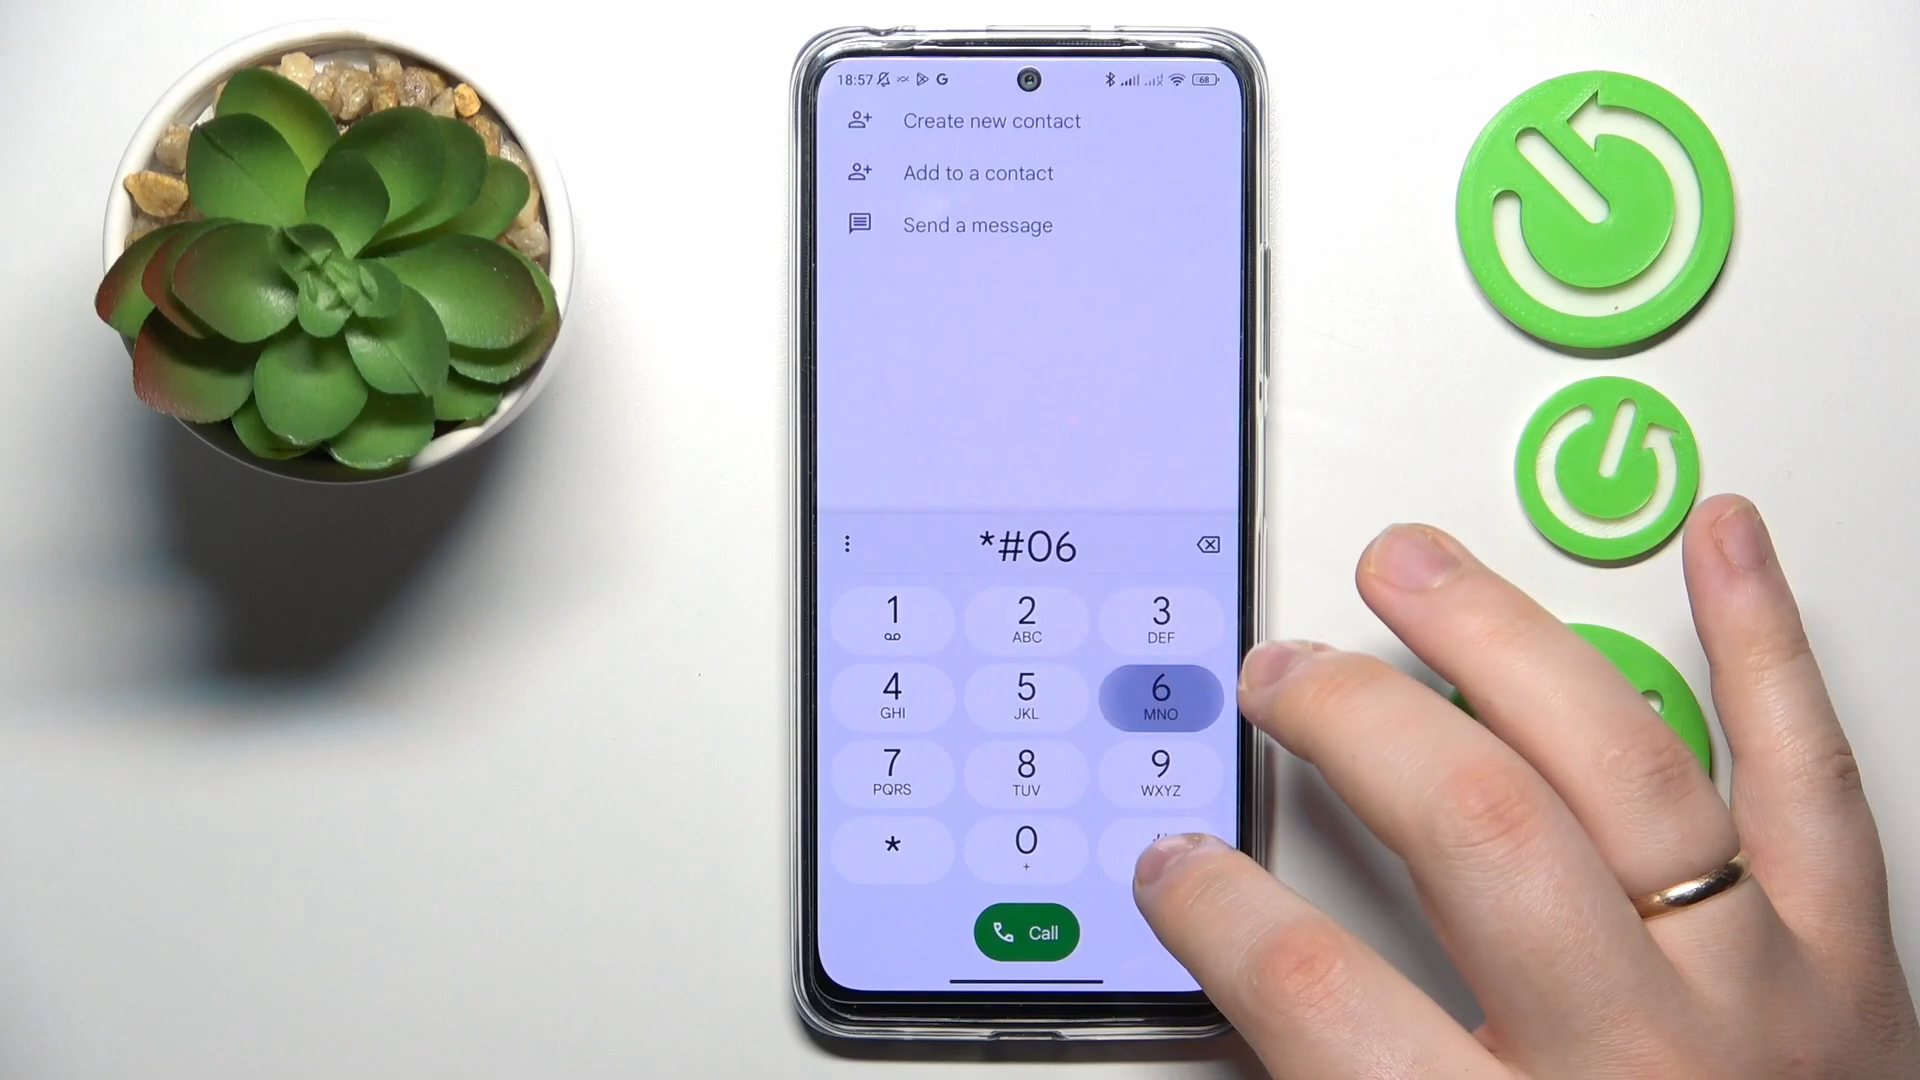 18:57 G 68
Create new contact
Add to a contact
Send a message
*#06
1 2 ABC 3 DEF
4 GHI 5 JKL 6 MNO
7 PQRS 8 TUV 9 WXYZ
* 0 +
Call